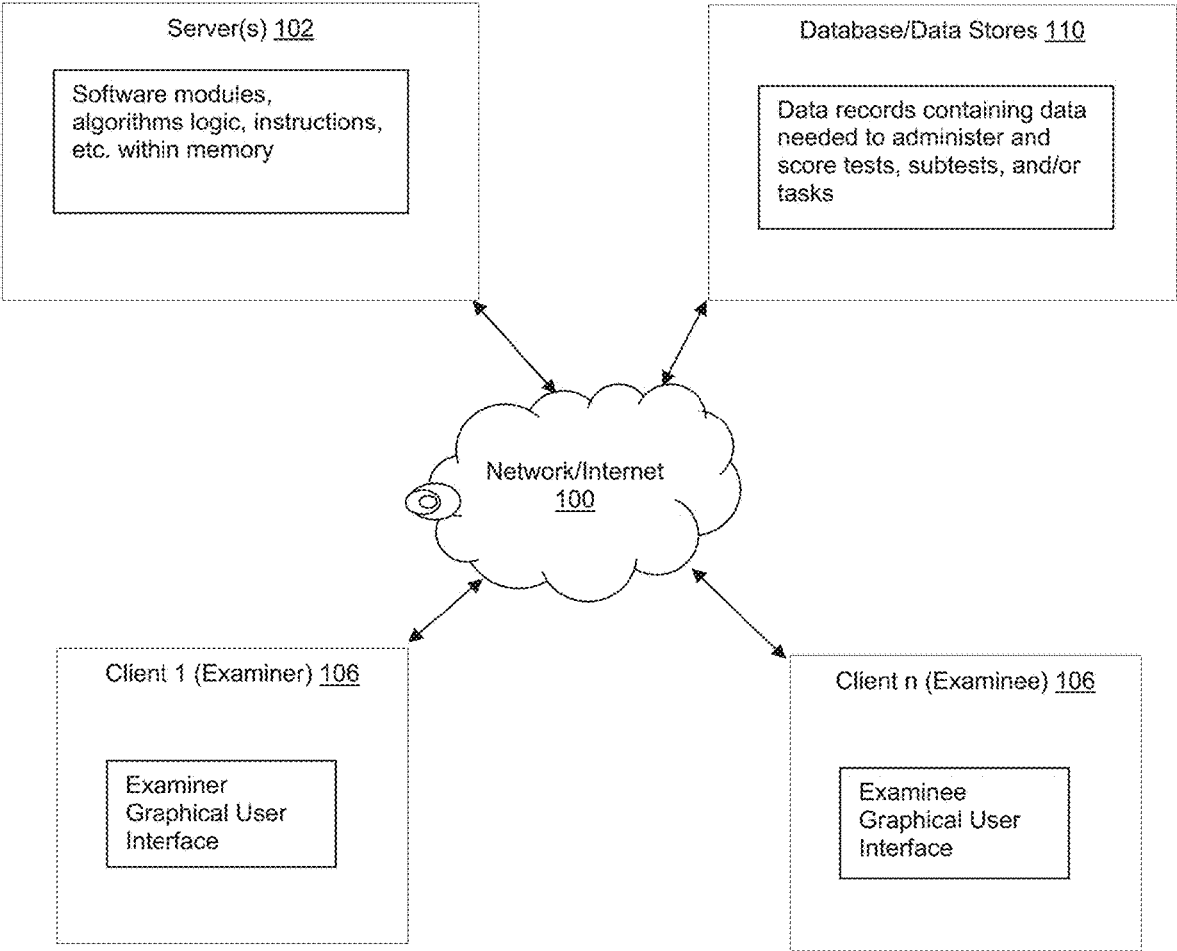 Server(s) 102
Software modules,
algorithms logic, instructions,
etc. within memory
Database/Data Stores 110
Data records containing data
needed to administer and
score tests, subtests, and/or
tasks
Network/Internet
100
Client 1 (Examiner) 106
Examiner
Graphical User
Interface
Client n (Examinee) 106
Examinee
Graphical User
Interface